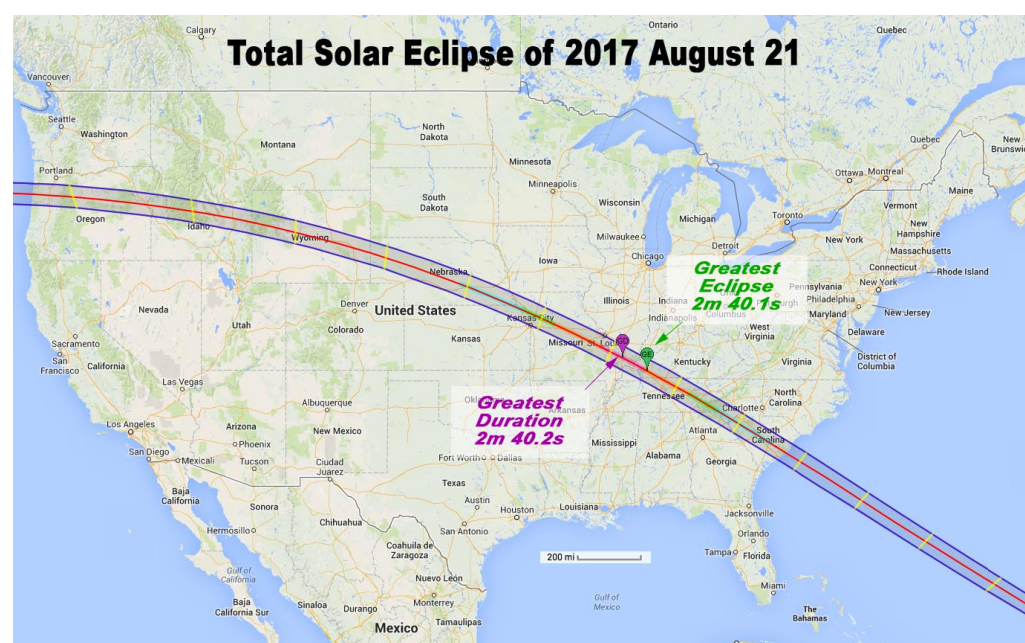 Total Solar Eclipse of 2017 August 21
Calgary
Ontario
Quebec
Vancouver
Seattle
Washington
North
Dakota
Montana
Minnesota
Quebec
New
Brunswick
Portland
Minneapolis
Ottawa Montreal
Maine
Oregon
Idaho
Wyoming
South
Dakota
Wisconsin
Michigan
Toronto
Vermont
New
Hampshire
Milwaukee
Detroit
New York
Massachusetts
Iowa
Chicago
Connecticut
Rhode Island
Nebraska
Greatest
Eclipse
2m 40.1s
Pennsylvania
New York
Philadelphia
New Jersey
Maryland
Nevada
Utah
Denver
Colorado
United States
Kansas City
Kansas
Missouri
Illinois
Indiana
Indianapolis
Columbus
West
Virginia
Delaware
District of
Columbia
GD
GE
Kentucky
Virginia
Sacramento
San
Francisco
California
Las Vegas
Tennessee
Charlotte
North
Carolina
South
Carolina
Greatest
Duration
2m 40.2s
Arkansas
Los Angeles
Albuquerque
Arizona
Phoenix
New Mexico
Mississippi
Alabama
Atlanta
Georgia
San Diego
Mexicali
Tucson
Ciudad
Juarez
Fort Worth
Dallas
Texas
Baja
California
Sonora
Austin
Houston
Louisiana
Jacksonville
Hermosillo
Chihuahua
San Antonio
Orlando
Coahuila de
Zaragoza
200 mi
Tampa
Florida
Gulf of
California
Nuevo León
Miami
Baja
California Sur
Sinaloa
Durango
Monterrey
Tamaulipas
Gulf of
Mexico
The
Bahamas
Mexico